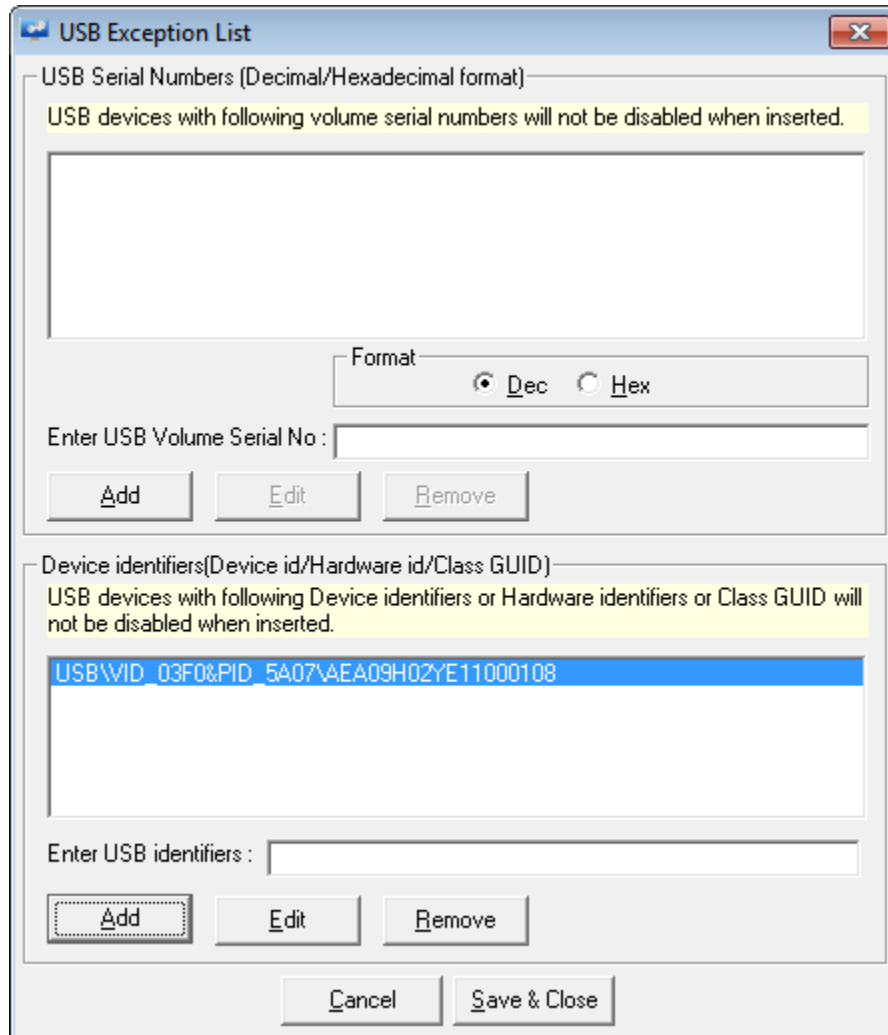 USB Exception List
USB Serial Numbers (Decimal/Hexadecimal format)
USB devices with following volume serial numbers will not be disabled when inserted.
Format
Dec Hex
Enter USB Volume Serial No :
Add Edit Remove
Device identifiers(Device id/Hardware id/Class GUID)
USB devices with following Device identifiers or Hardware identifiers or Class GUID will
not be disabled when inserted.
USB\VID_03F0&PID_5A07\AEA09H02YE11000108
Enter USB identifiers :
Add Edit Remove
Cancel Save & Close